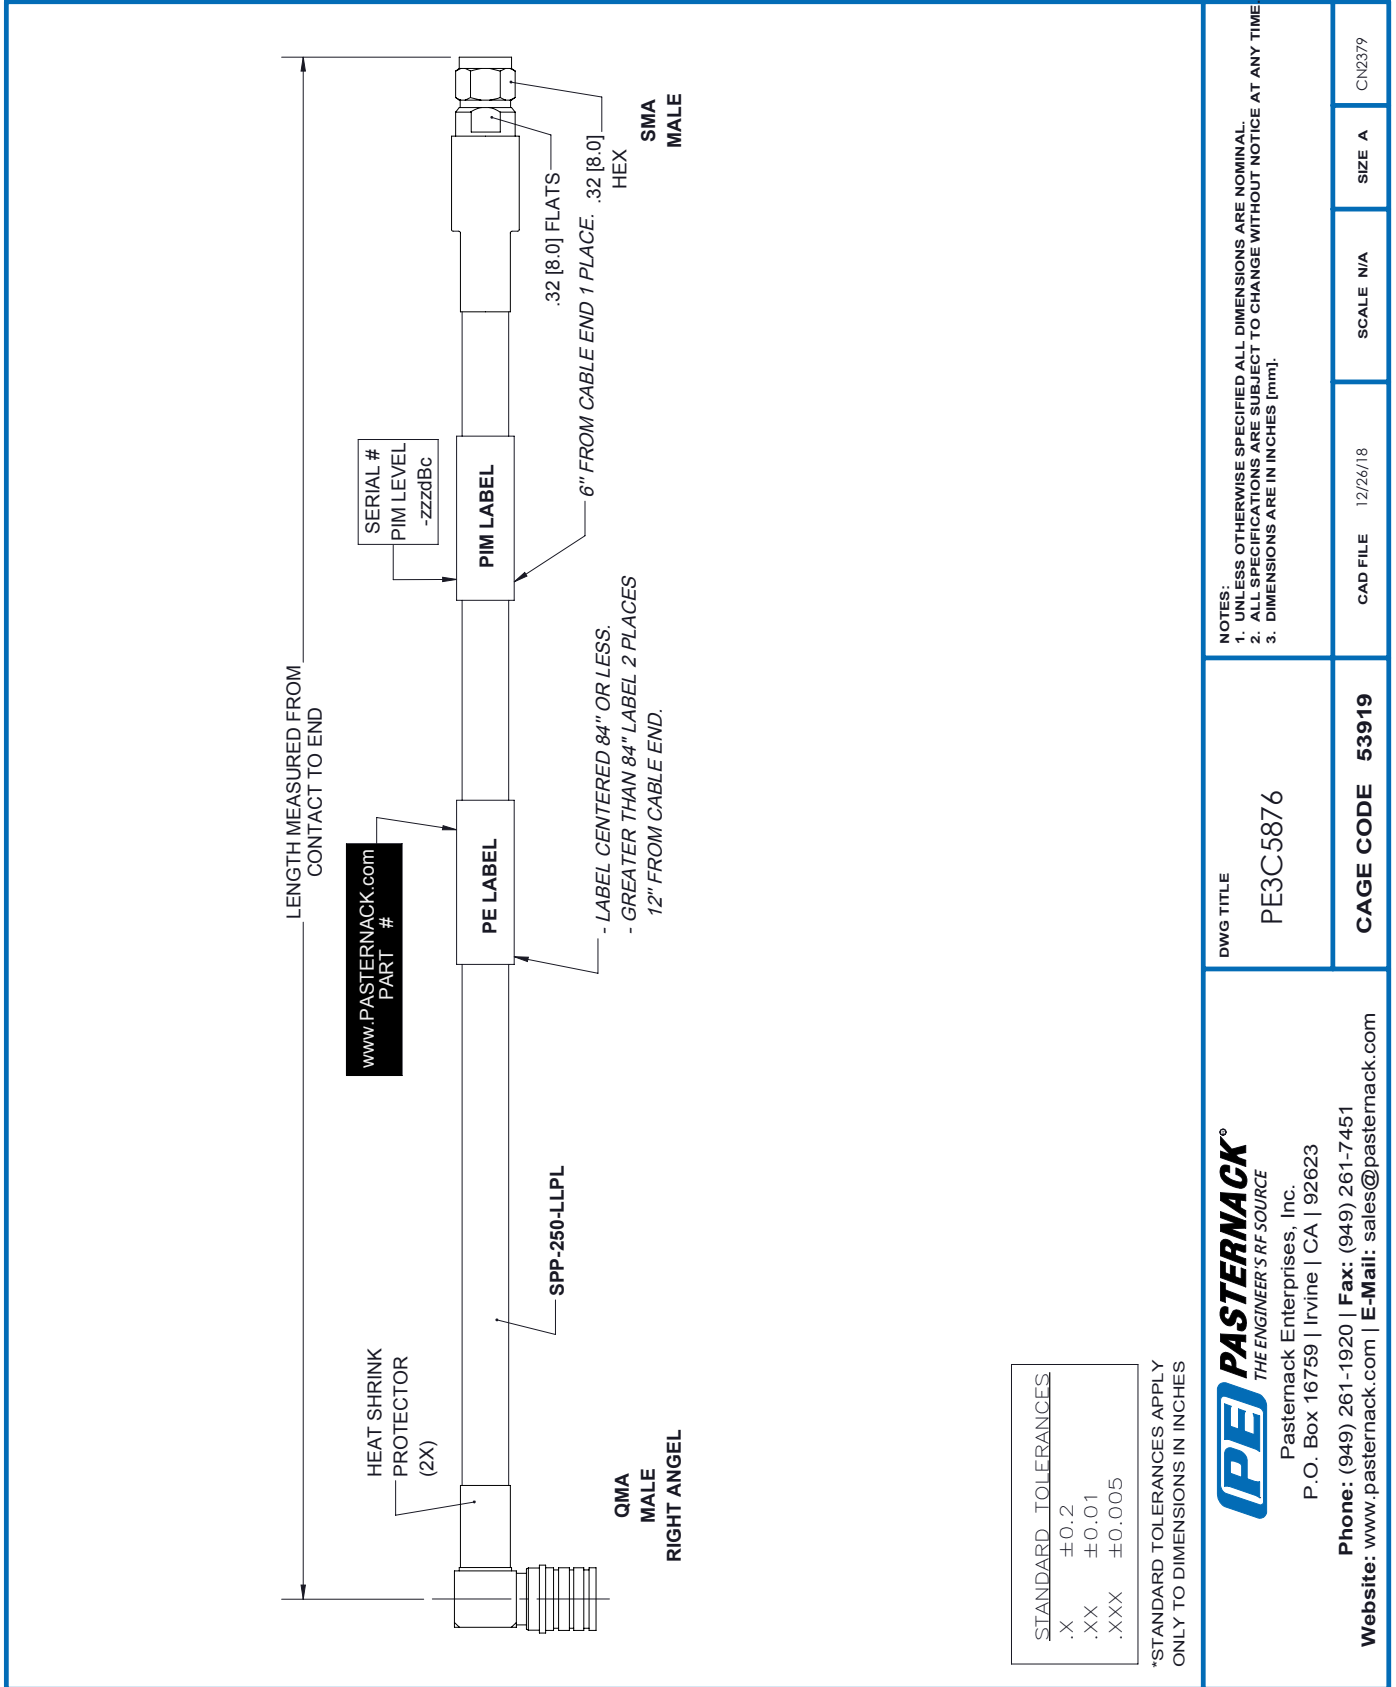 LENGTH MEASURED FROM
CONTACT TO END
www.PASTERNACK.com
PART #
SERIAL #
PIM LEVEL
-zzzdBc
HEAT SHRINK
PROTECTOR
(2X)
PE LABEL
PIM LABEL
.32 [8.0] FLATS
6" FROM CABLE END 1 PLACE.
.32 [8.0]
HEX
SMA
MALE
SPP-250-LLPL
- LABEL CENTERED 84" OR LESS.
- GREATER THAN 84" LABEL 2 PLACES
12" FROM CABLE END.
QMA
MALE
RIGHT ANGEL
STANDARD TOLERANCES
.X ±0.2
.XX ±0.01
.XXX ±0.005
*STANDARD TOLERANCES APPLY
ONLY TO DIMENSIONS IN INCHES
PE PASTERNACK®
THE ENGINEER'S RF SOURCE
Pasternack Enterprises, Inc.
P.O. Box 16759 | Irvine | CA | 92623
Phone: (949) 261-1920 | Fax: (949) 261-7451
Website: www.pasternack.com | E-Mail: sales@pasternack.com
DWG TITLE
PE3C5876
CAGE CODE 53919
NOTES:
1. UNLESS OTHERWISE SPECIFIED ALL DIMENSIONS ARE NOMINAL.
2. ALL SPECIFICATIONS ARE SUBJECT TO CHANGE WITHOUT NOTICE AT ANY TIME.
3. DIMENSIONS ARE IN INCHES [mm].
CAD FILE 12/26/18
SCALE N/A
SIZE A
CN2379